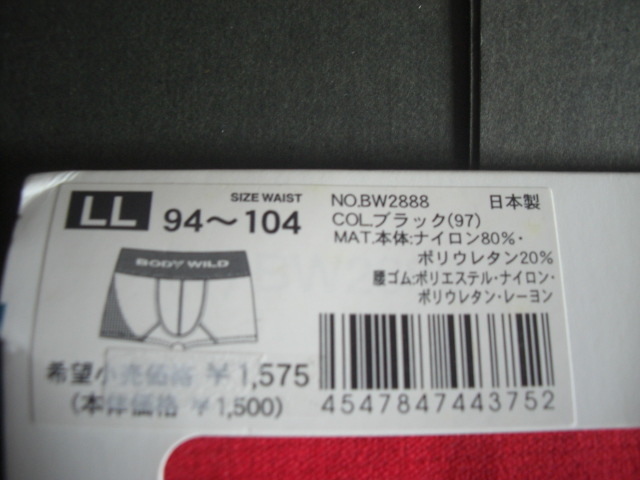 LL
SIZE WAIST
94〜104
NO.BW2888 日本製
COL.ブラック(97)
MAT.本体:ナイロン80%・
ポリウレタン20%
腰ゴム:ポリエステル・ナイロン・
ポリウレタン・レーヨン
BODY WILD
希望小売価格 ¥1,575
(本体価格 ¥1,500)
4547847443752